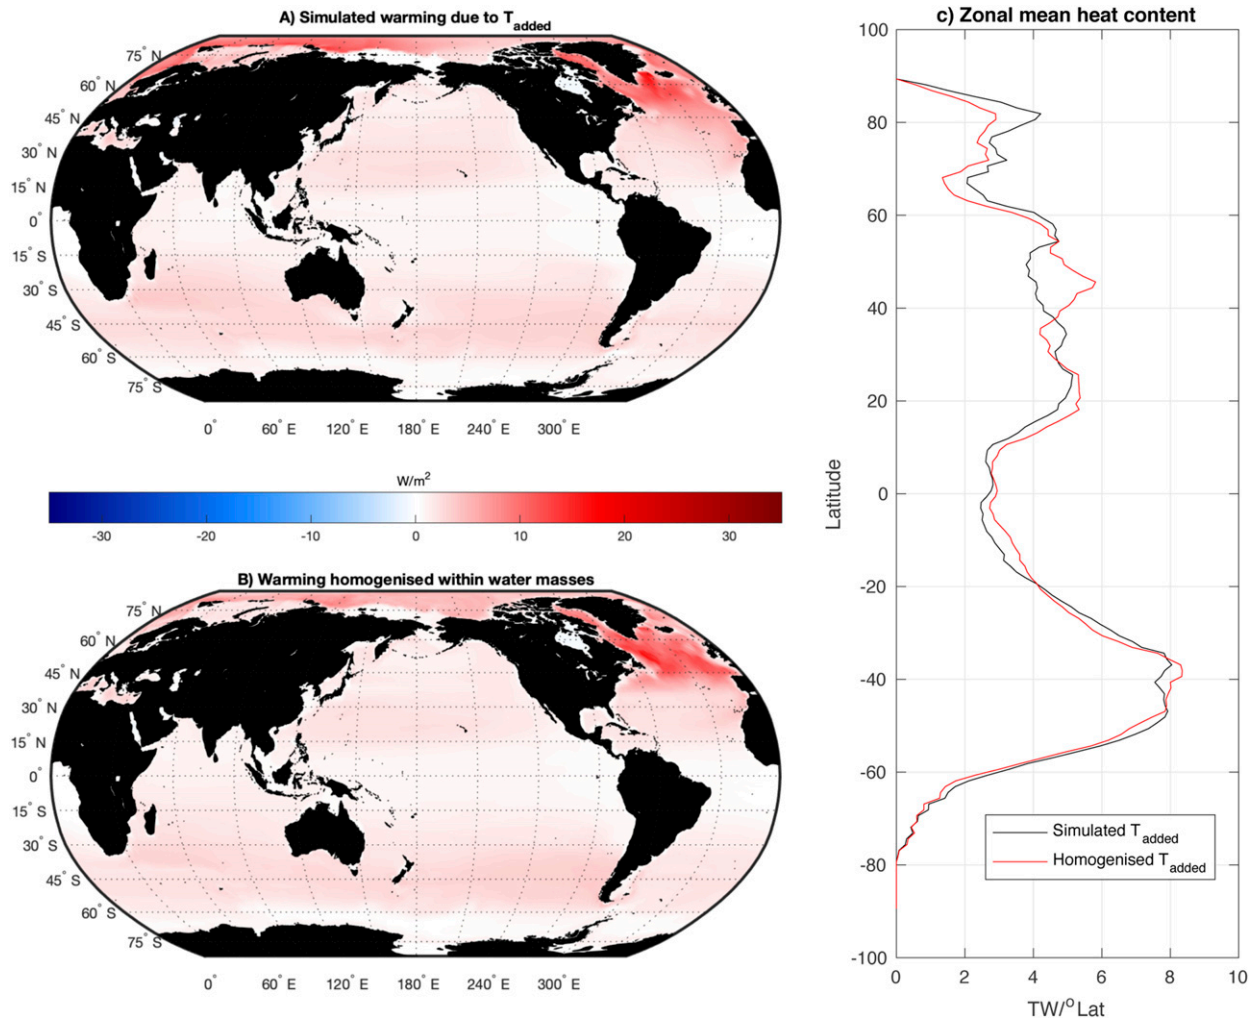 A) Simulated warming due to T_added
75° N
60° N
45° N
30° N
15° N
0°
15° S
30° S
45° S
60° S
75° S
0° 60° E 120° E 180° E 240° E 300° E
W/m²
-30 -20 -10 0 10 20 30
B) Warming homogenised within water masses
75° N
60° N
45° N
30° N
15° N
0°
15° S
30° S
45° S
60° S
75° S
0° 60° E 120° E 180° E 240° E 300° E
c) Zonal mean heat content
100
80
60
40
20
0
-20
-40
-60
-80
-100
Latitude
Simulated T_added
Homogenised T_added
0 2 4 6 8 10
TW/°Lat